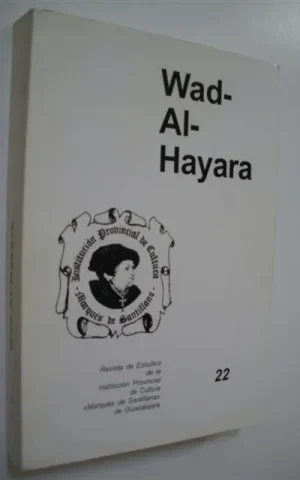 Wad-
Al-
Hayara
Institución Provincial de Cultura
Marqués de Santillana
Revista de Estudios
de la
Institución Provincial
de Cultura
«Marqués de Santillana»
de Guadalajara
22